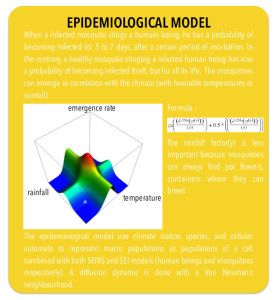 EPIDEMIOLOGICAL MODEL
When a infected mosquito stings a human being, he has a probability of
becoming infected for 5 to 7 days, after a certain period of incubation. In
the contrary, a healthy mosquito stinging a infected human being has also
a probability of becoming infected itself, but for all its life. The mosquitoes
can emerge in correlation with the climate (with favorable temperatures or
rainfall)
emergence rate
rainfall
temperature
Formula :
The rainfall factor(y) is less
important because mosquitoes
can always find pot flowers,
containers where they can
breed.
The epidemiological model use climate station species, and cellular
automata to represent macro populations as populations of a cell
combined with both SEIRS and SEI models (human beings and mosquitoes
respectively). A diffusion dynamic is done with a Von Neumann
neighbourhood.